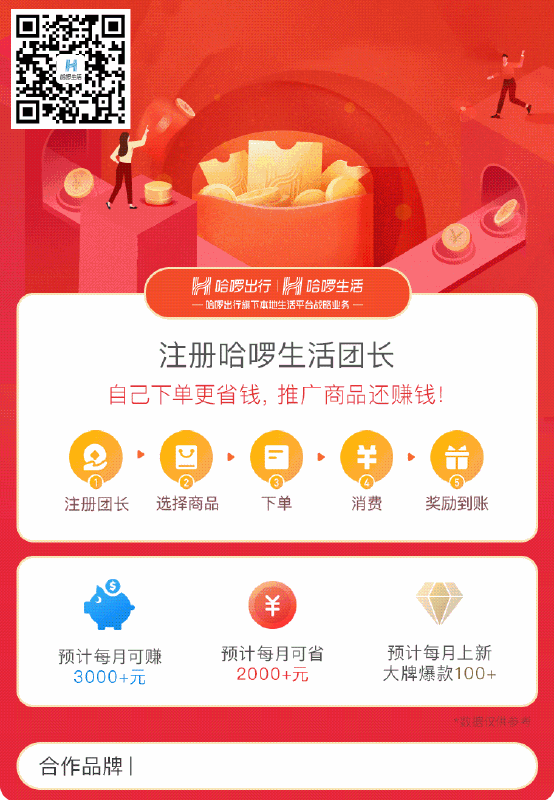 哈啰生活
哈啰出行 | 哈啰生活
哈啰出行旗下本地生活平台战略业务
注册哈啰生活团长
自己下单更省钱，推广商品还赚钱！
1 2 3 4 5
注册团长 选择商品 下单 消费 奖励到账
预计每月可赚 预计每月可省 预计每月上新
3000+元 2000+元 大牌爆款100+
*数据仅供参考
合作品牌 |